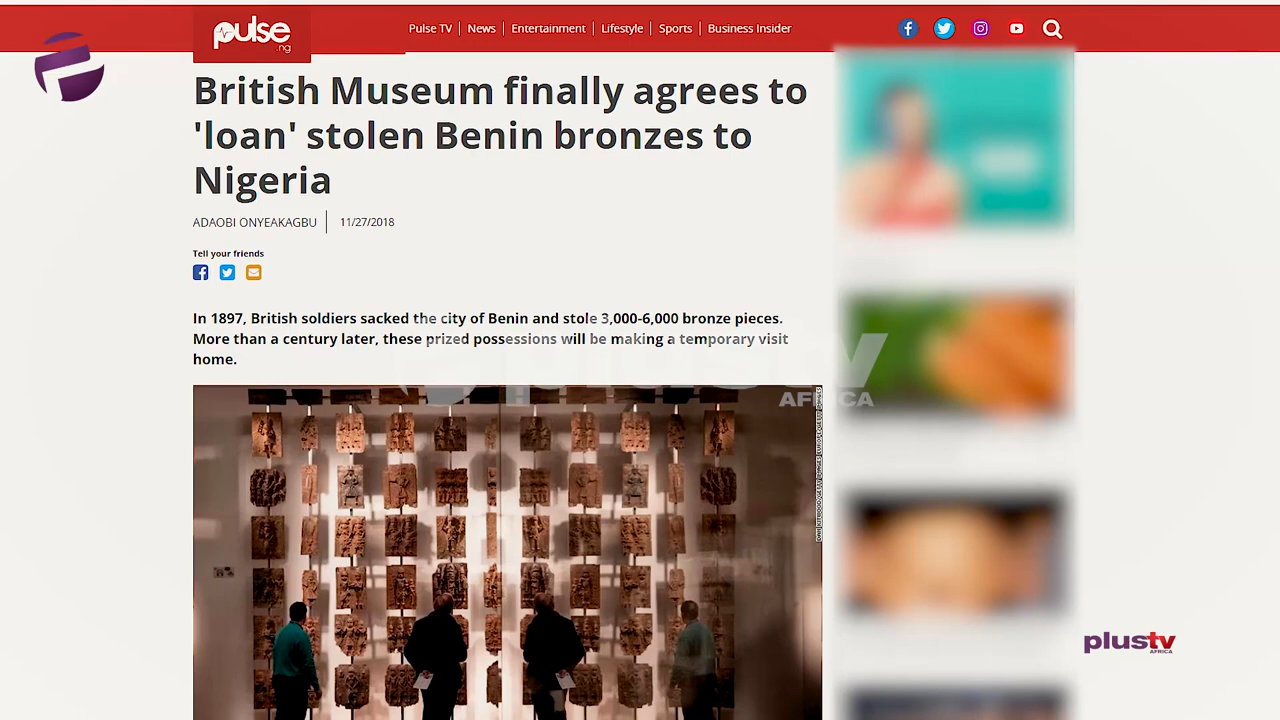 pulse
.ng
Pulse TV | News | Entertainment | Lifestyle | Sports | Business Insider
British Museum finally agrees to
'loan' stolen Benin bronzes to
Nigeria
ADAOBI ONYEAKAGBU | 11/27/2018
Tell your friends
In 1897, British soldiers sacked the city of Benin and stole 3,000-6,000 bronze pieces.
More than a century later, these prized possessions will be making a temporary visit
home.
plustv
AFRICA
plustv
AFRICA